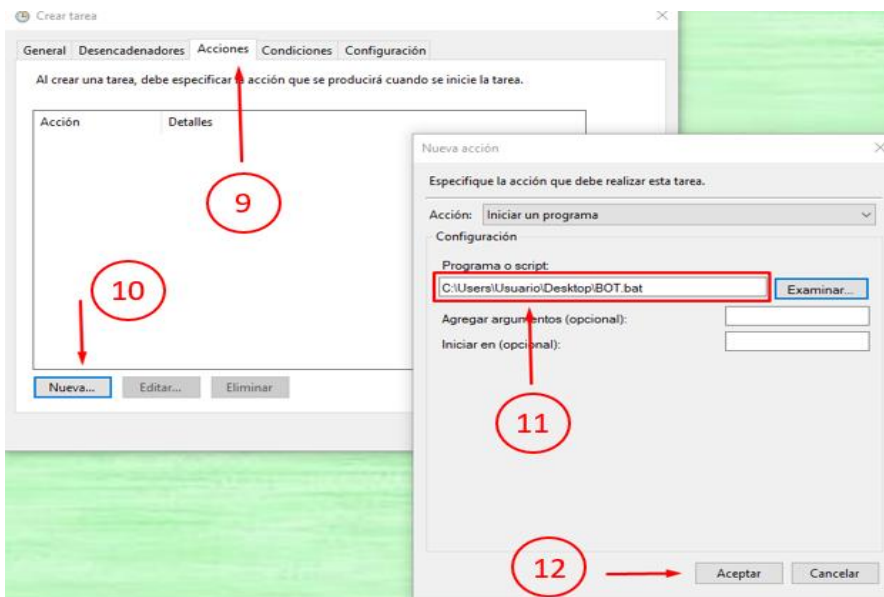 Crear tarea
General Desencadenadores Acciones Condiciones Configuración
Al crear una tarea, debe especificar la acción que se producirá cuando se inicie la tarea.
Acción Detalles
9
10
Nueva... Editar... Eliminar
Nueva acción
Especifique la acción que debe realizar esta tarea.
Acción: Iniciar un programa
Configuración
Programa o script:
C:\Users\Usuario\Desktop\BOT.bat Examinar...
Agregar argumentos (opcional):
Iniciar en (opcional):
11
12
Aceptar Cancelar